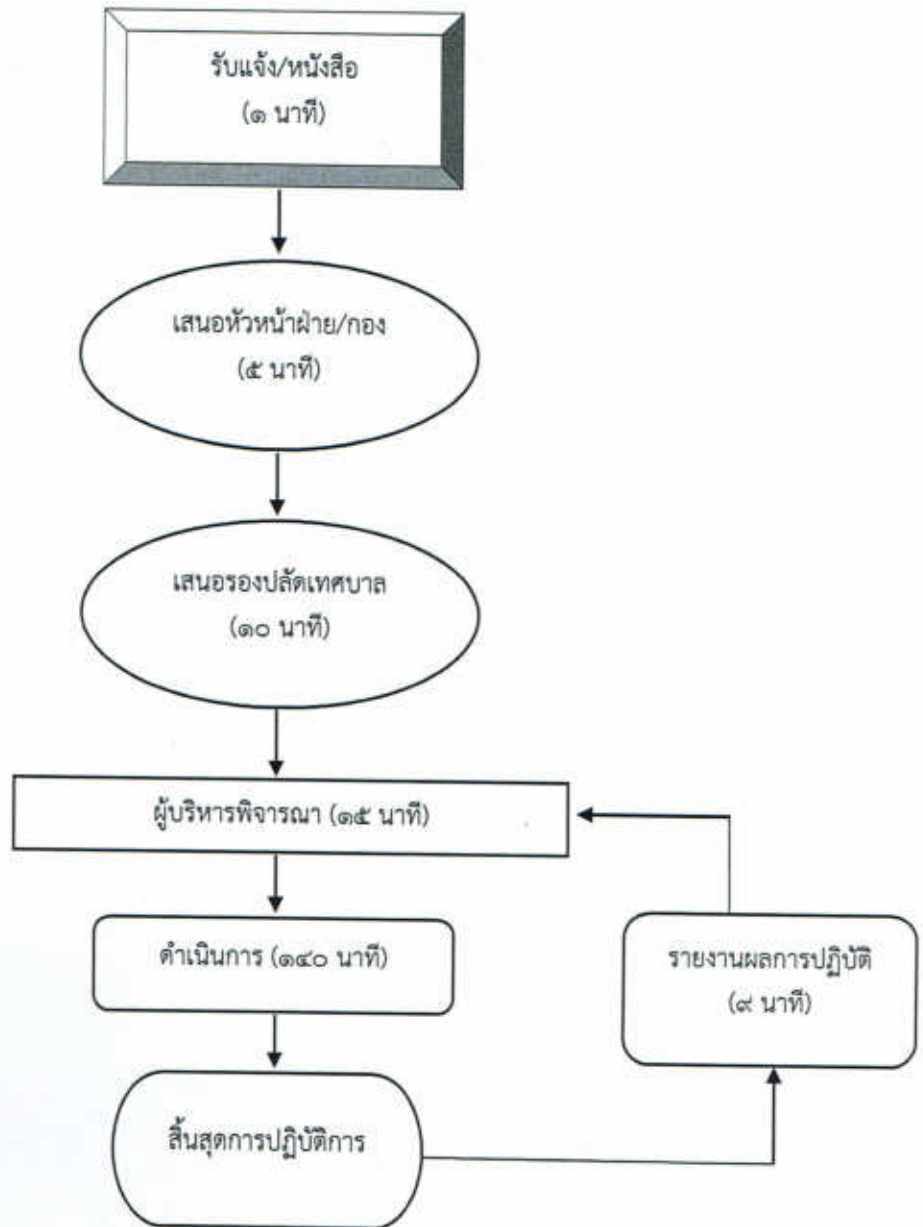 รับแจ้ง/หนังสือ
(๑ นาที)
เสนอหัวหน้าฝ่าย/กอง
(๕ นาที)
เสนอรองปลัดเทศบาล
(๑๐ นาที)
ผู้บริหารพิจารณา (๑๕ นาที)
ดำเนินการ (๑๔๐ นาที)
รายงานผลการปฏิบัติ
(๙ นาที)
สิ้นสุดการปฏิบัติการ